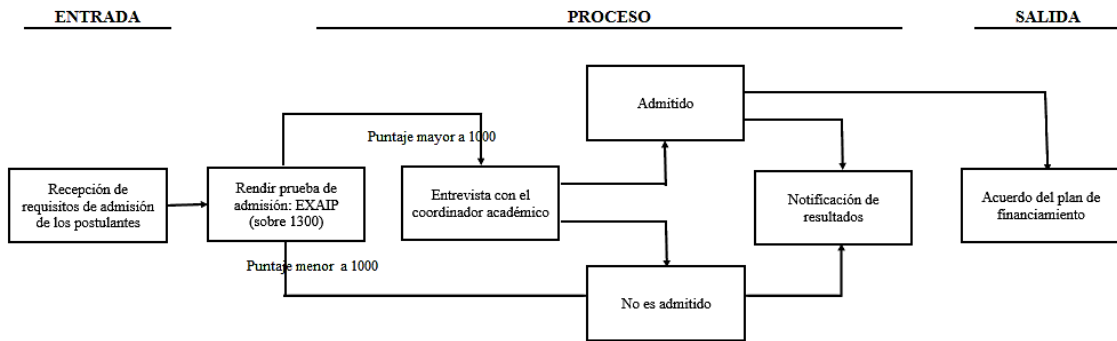 ENTRADA
PROCESO
SALIDA
Recepción de
requisitos de admisión
de los postulantes
Rendir prueba de
admisión: EXAIP
(sobre 1300)
Puntaje mayor a 1000
Puntaje menor a 1000
Entrevista con el
coordinador académico
Admitido
No es admitido
Notificación de
resultados
Acuerdo del plan de
financiamiento